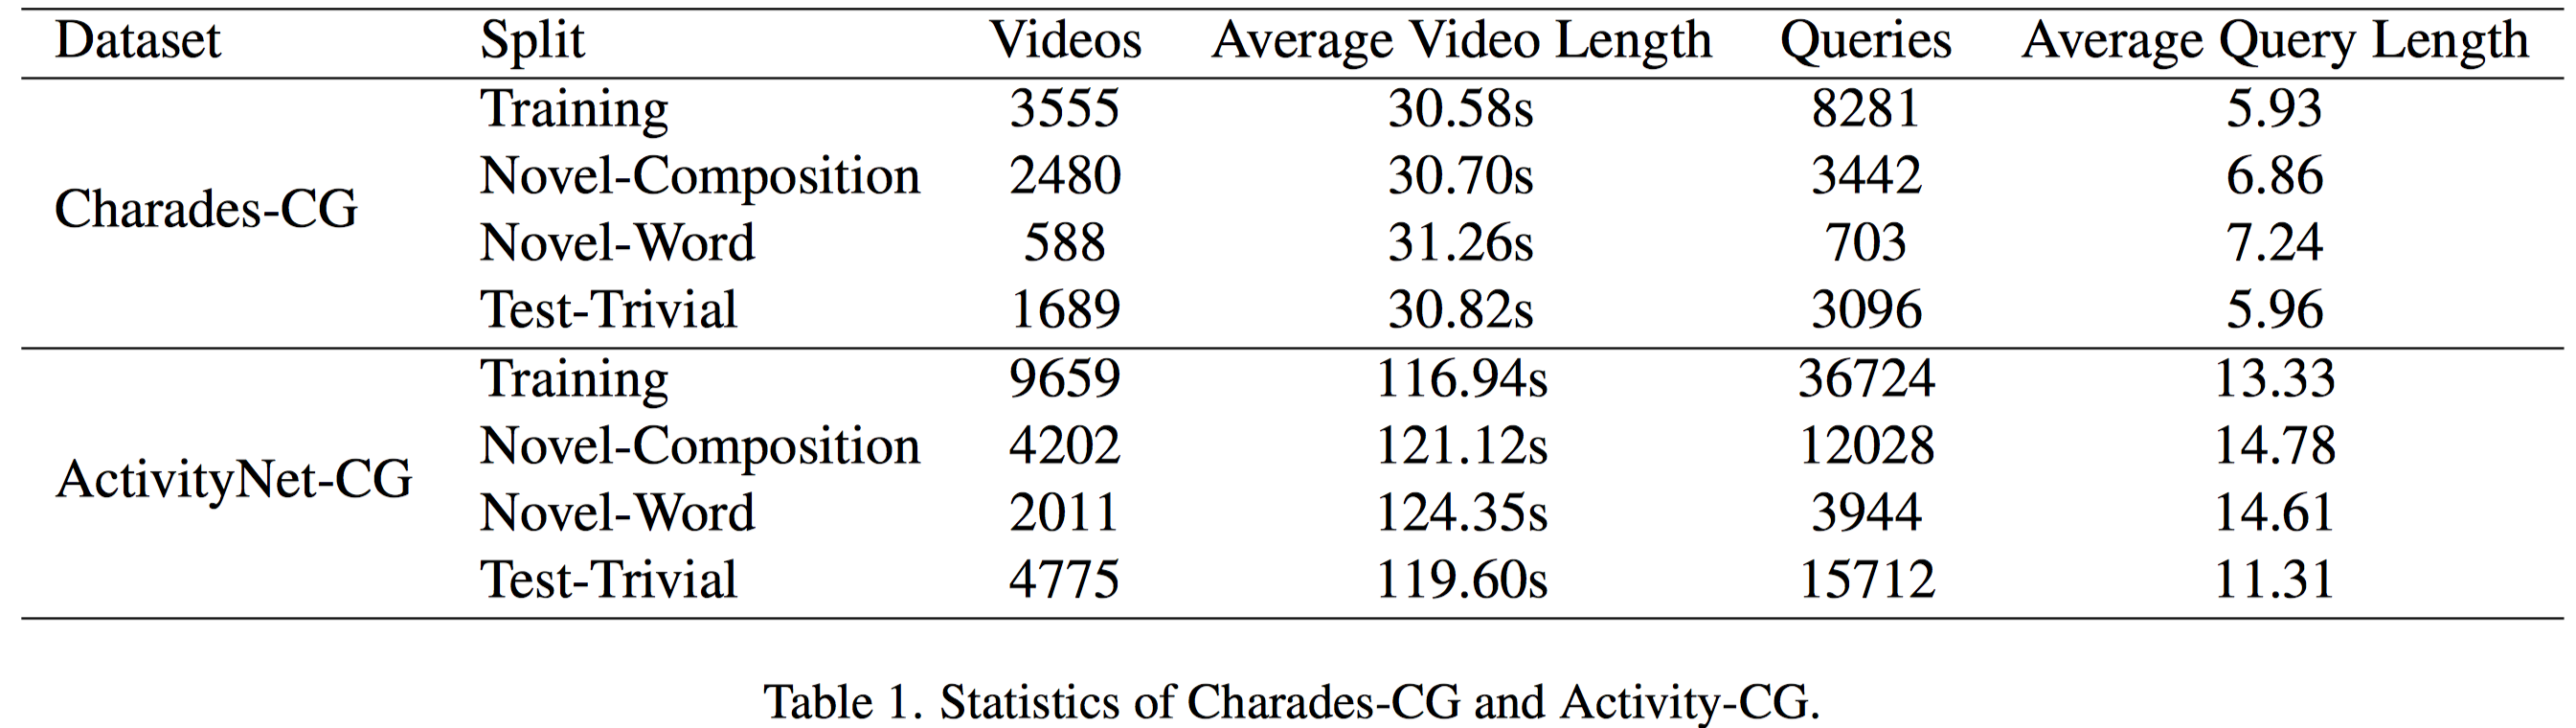 Dataset Split Videos Average Video Length Queries Average Query Length
Training 3555 30.58s 8281 5.93
Novel-Composition 2480 30.70s 3442 6.86
Charades-CG
Novel-Word 588 31.26s 703 7.24
Test-Trivial 1689 30.82s 3096 5.96
Training 9659 116.94s 36724 13.33
Novel-Composition 4202 121.12s 12028 14.78
ActivityNet-CG
Novel-Word 2011 124.35s 3944 14.61
Test-Trivial 4775 119.60s 15712 11.31
Table 1. Statistics of Charades-CG and Activity-CG.